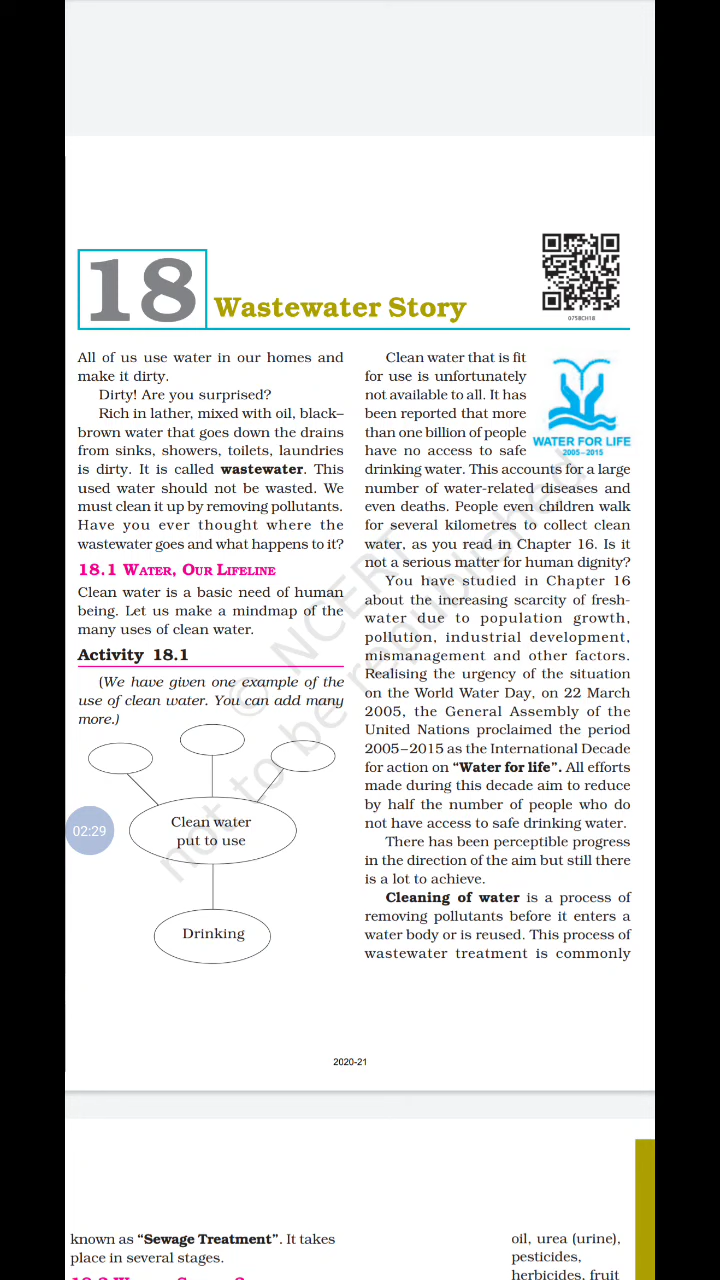 18
Wastewater Story
0758CH18
All of us use water in our homes and
make it dirty.
Dirty! Are you surprised?
Rich in lather, mixed with oil, black–
brown water that goes down the drains
from sinks, showers, toilets, laundries
is dirty. It is called wastewater. This
used water should not be wasted. We
must clean it up by removing pollutants.
Have you ever thought where the
wastewater goes and what happens to it?
18.1 WATER, OUR LIFELINE
Clean water is a basic need of human
being. Let us make a mindmap of the
many uses of clean water.
Activity 18.1
(We have given one example of the
use of clean water. You can add many
more.)
02:29
Clean water
put to use
Drinking
Clean water that is fit
for use is unfortunately
not available to all. It has
been reported that more
than one billion of people
have no access to safe
WATER FOR LIFE
2005–2015
drinking water. This accounts for a large
number of water-related diseases and
even deaths. People even children walk
for several kilometres to collect clean
water, as you read in Chapter 16. Is it
not a serious matter for human dignity?
You have studied in Chapter 16
about the increasing scarcity of fresh-
water due to population growth,
pollution, industrial development,
mismanagement and other factors.
Realising the urgency of the situation
on the World Water Day, on 22 March
2005, the General Assembly of the
United Nations proclaimed the period
2005–2015 as the International Decade
for action on “Water for life”. All efforts
made during this decade aim to reduce
by half the number of people who do
not have access to safe drinking water.
There has been perceptible progress
in the direction of the aim but still there
is a lot to achieve.
Cleaning of water is a process of
removing pollutants before it enters a
water body or is reused. This process of
wastewater treatment is commonly
© NCERT
not to be republished
2020-21
known as “Sewage Treatment”. It takes
place in several stages.
oil, urea (urine),
pesticides,
herbicides, fruit